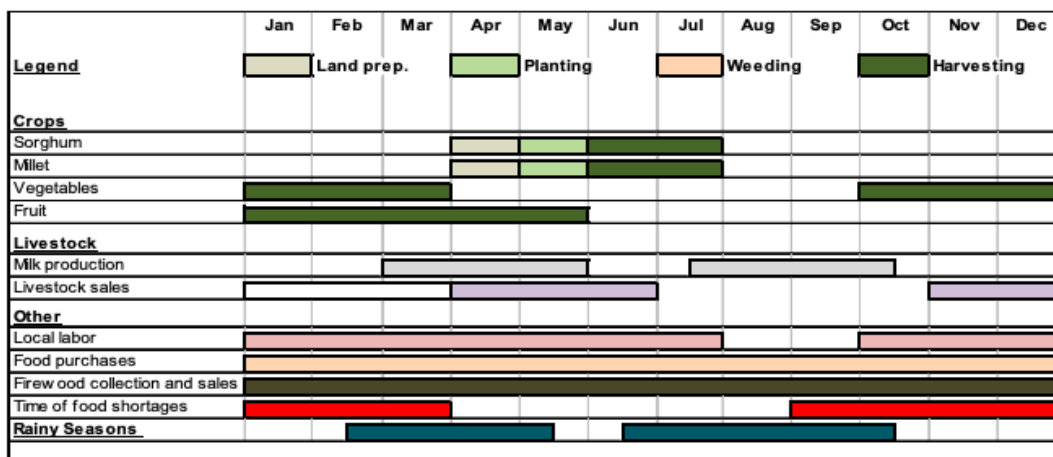 Jan Feb Mar Apr May Jun Jul Aug Sep Oct Nov Dec
Legend Land prep. Planting Weeding Harvesting
Crops
Sorghum
Millet
Vegetables
Fruit
Livestock
Milk production
Livestock sales
Other
Local labor
Food purchases
Firewood collection and sales
Time of food shortages
Rainy Seasons